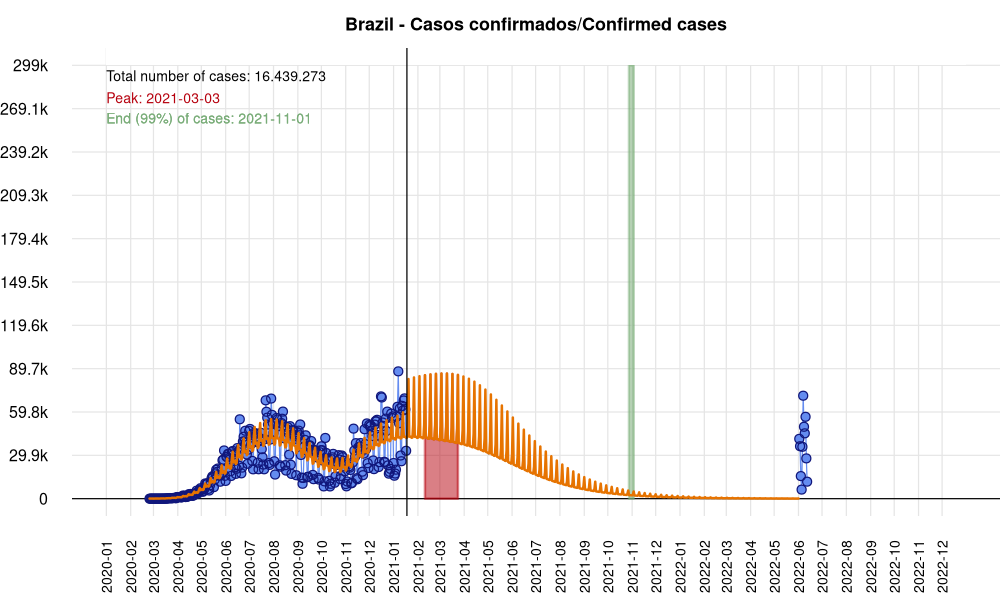 Brazil - Casos confirmados/Confirmed cases
299k
269.1k
239.2k
209.3k
179.4k
149.5k
119.6k
89.7k
59.8k
29.9k
0
Total number of cases: 16.439.273
Peak: 2021-03-03
End (99%) of cases: 2021-11-01
2020-01
2020-02
2020-03
2020-04
2020-05
2020-06
2020-07
2020-08
2020-09
2020-10
2020-11
2020-12
2021-01
2021-02
2021-03
2021-04
2021-05
2021-06
2021-07
2021-08
2021-09
2021-10
2021-11
2021-12
2022-01
2022-02
2022-03
2022-04
2022-05
2022-06
2022-07
2022-08
2022-09
2022-10
2022-11
2022-12